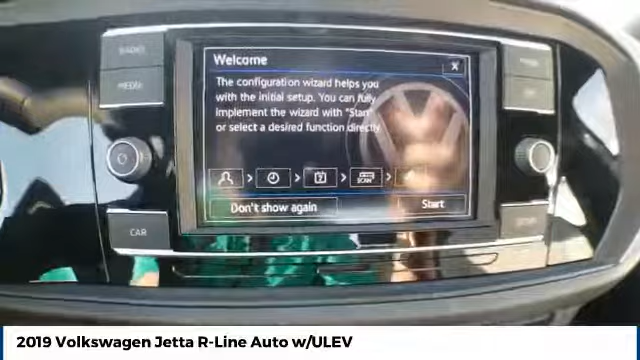 RADIO
MEDIA
CAR
Welcome
X
The configuration wizard helps you
with the initial setup. You can fully
implement the wizard with "Start"
or select a desired function directly
SCAN
Don't show again
Start
2019 Volkswagen Jetta R-Line Auto w/ULEV